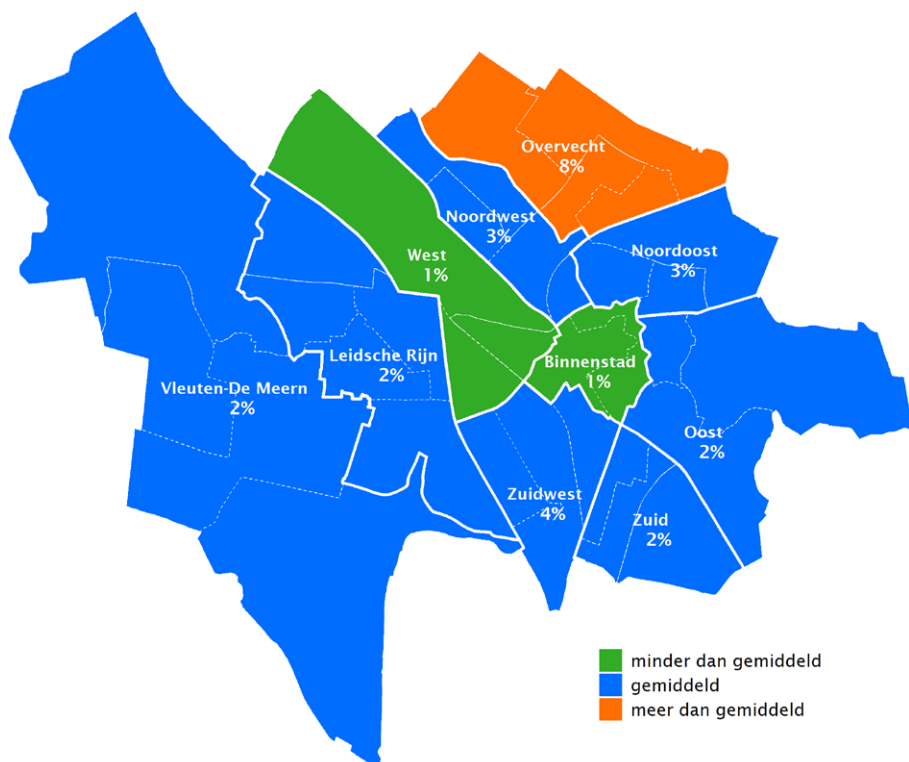 Overvecht
8%
Noordwest
3%
Noordoost
3%
West
1%
Leidsche Rijn
2%
Binnenstad
1%
Vleuten-De Meern
2%
Oost
2%
Zuidwest
4%
Zuid
2%
minder dan gemiddeld
gemiddeld
meer dan gemiddeld